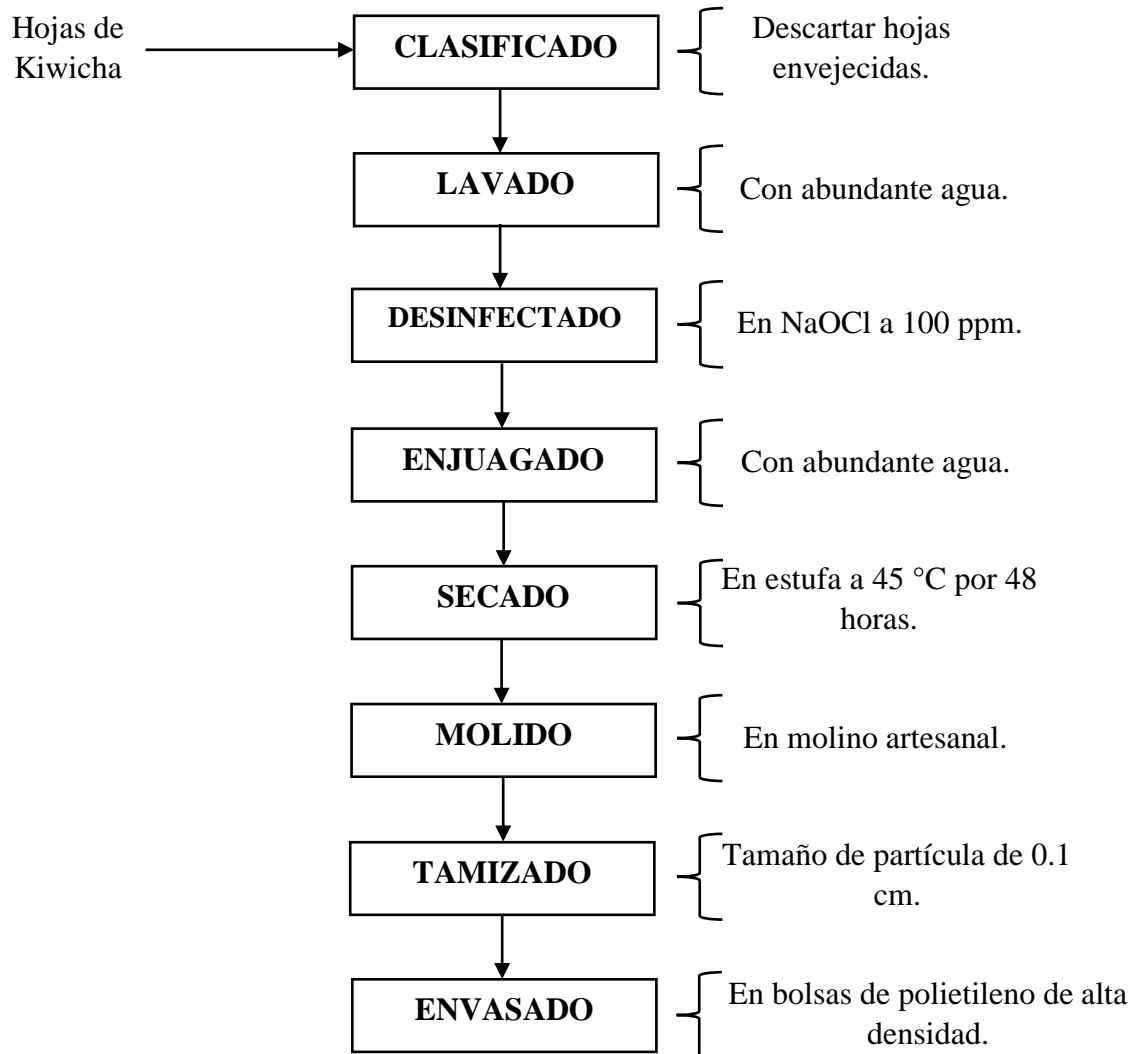 Hojas de
Kiwicha
CLASIFICADO
Descartar hojas
envejecidas.
LAVADO
Con abundante agua.
DESINFECTADO
En NaOCl a 100 ppm.
ENJUAGADO
Con abundante agua.
SECADO
En estufa a 45 °C por 48
horas.
MOLIDO
En molino artesanal.
TAMIZADO
Tamaño de partícula de 0.1
cm.
ENVASADO
En bolsas de polietileno de alta
densidad.